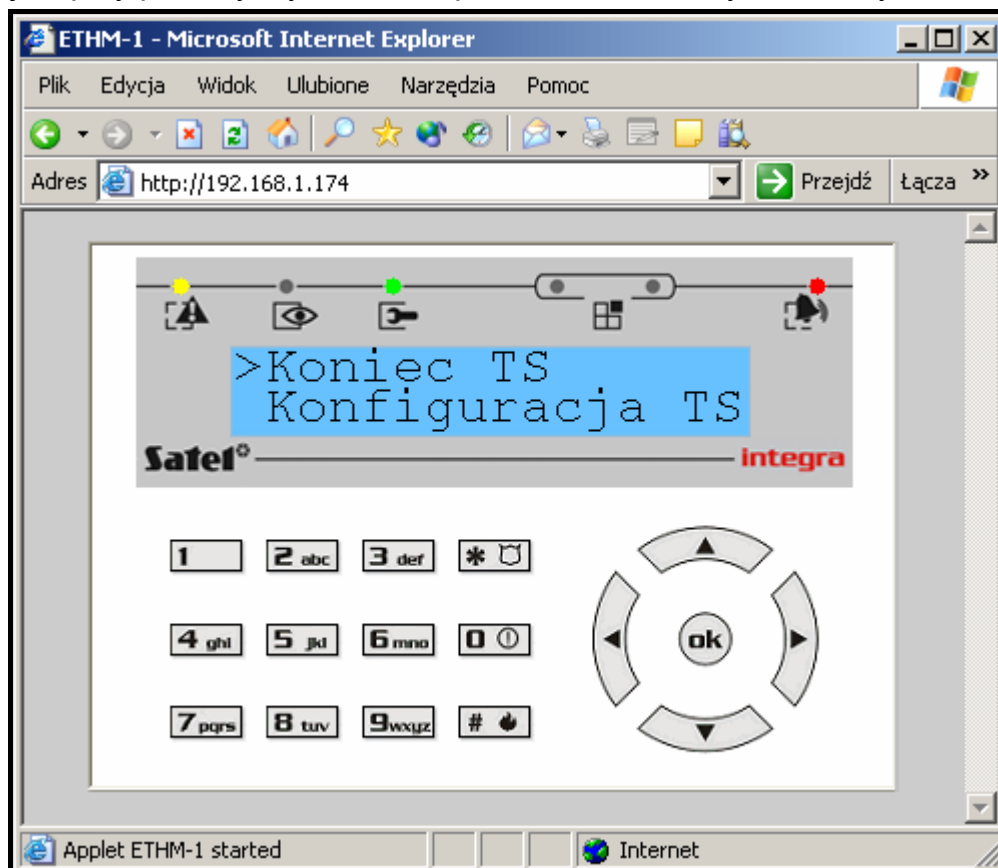 ETHM-1 - Microsoft Internet Explorer
Plik Edycja Widok Ulubione Narzędzia Pomoc
Adres http://192.168.1.174 Przejdź Łącza »
>Koniec TS
Konfiguracja TS
Satel integra
1 2 abc 3 def *
4 ghi 5 jkl 6 mno 0 ok
7 pqrs 8 tuv 9 wxyz #
Applet ETHM-1 started Internet